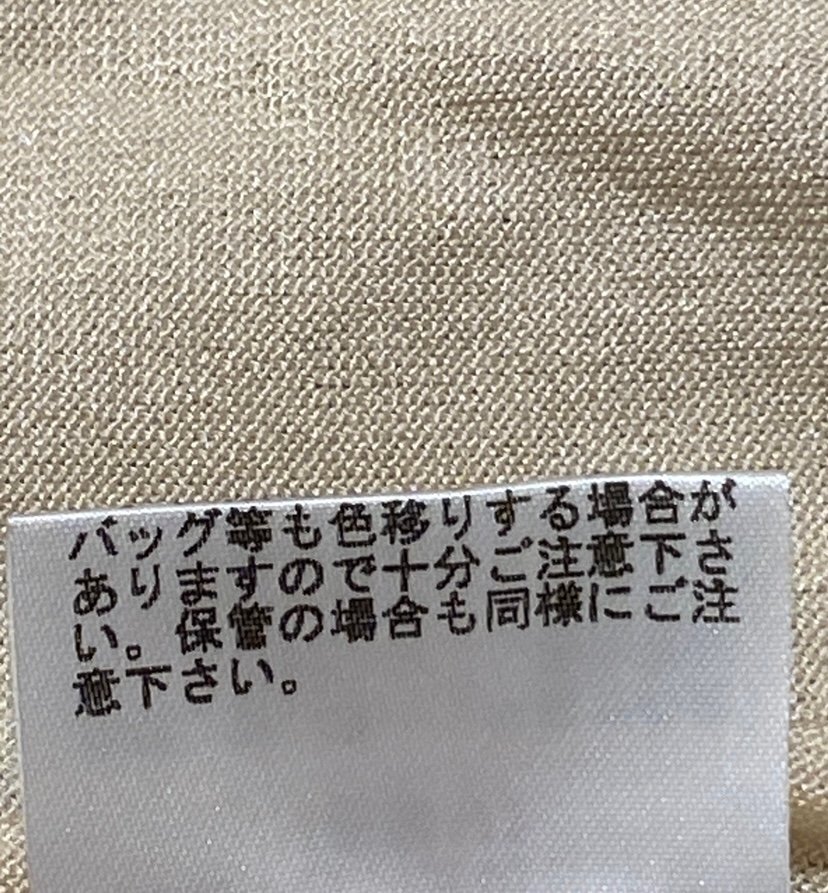 バッグ等も色移りする場合が
あります​ので十分ご注意下さ
い。保管の場合も同様にご注
意下さい。